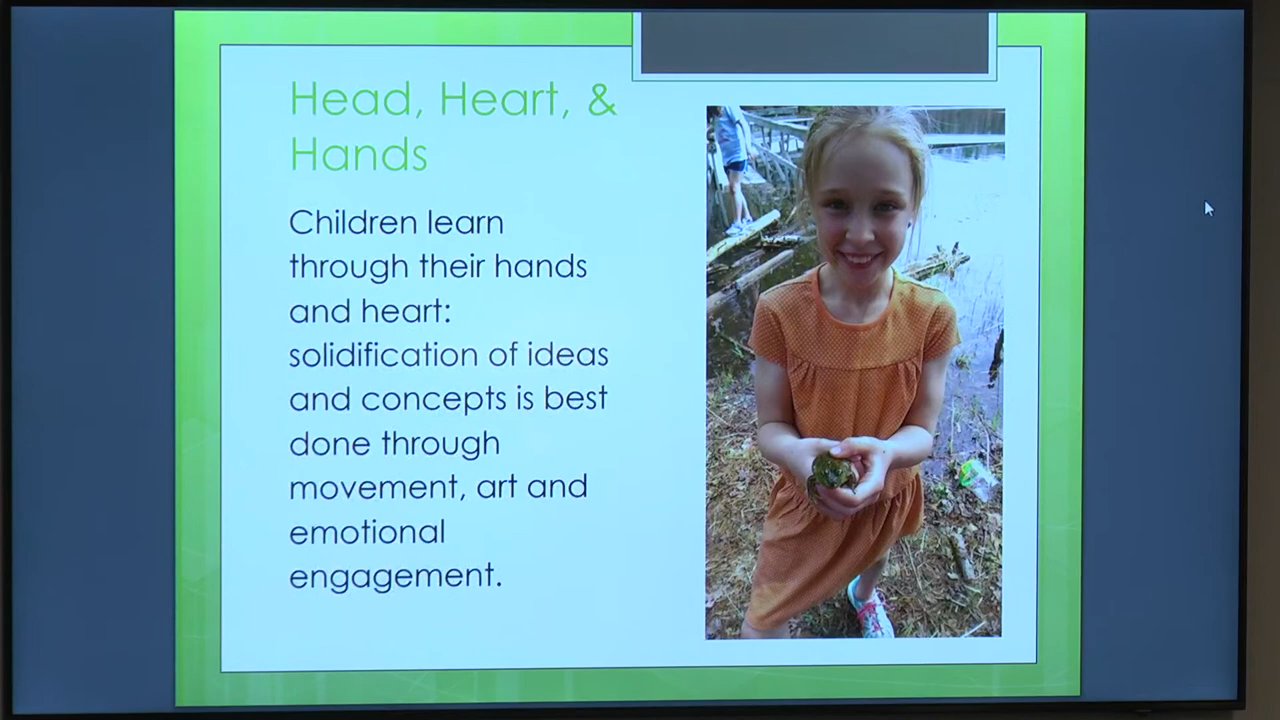 Head, Heart, &
Hands
Children learn
through their hands
and heart:
solidification of ideas
and concepts is best
done through
movement, art and
emotional
engagement.